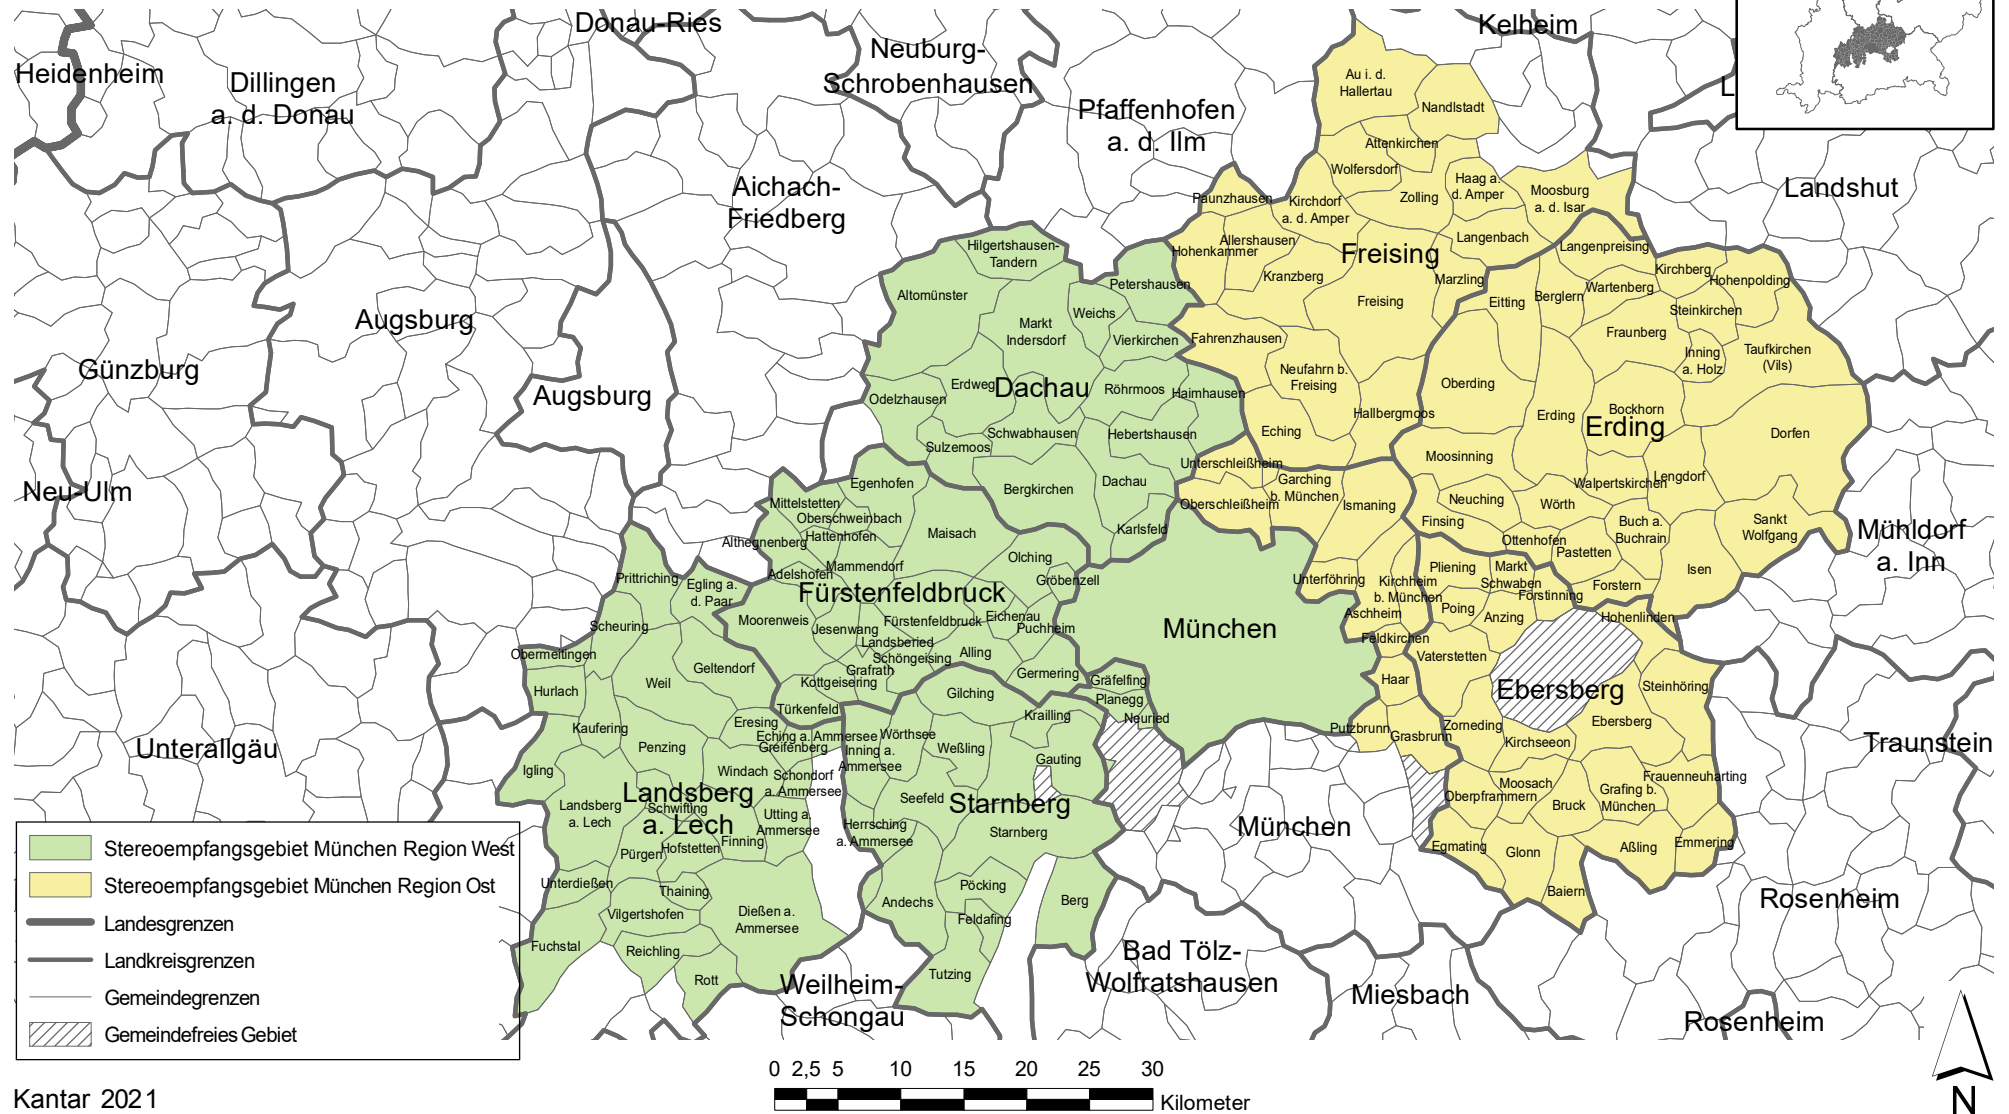 Donau-Ries
Kelheim
Heidenheim
Dillingen
a. d. Donau
Neuburg-
Schrobenhausen
Pfaffenhofen
a. d. Ilm
Aichach-
Friedberg
Landshut
Au i. d.
Hallertau
Nandlstadt
Attenkirchen
Wolfersdorf
Haag a.
d. Amper
Zolling
Moosburg
a. d. Isar
Paunzhausen
Kirchdorf
a. d. Amper
Langenbach
Allershausen
Hohenkammer
Freising
Kranzberg
Marzling
Freising
Fahrenzhausen
Neufahrn b.
Freising
Hallbergmoos
Eching
Langenpreising
Kirchberg
Hohenpolding
Wartenberg
Berglern
Eitting
Steinkirchen
Fraunberg
Inning
a. Holz
Taufkirchen
(Vils)
Oberding
Erding
Bockhorn
Erding
Dorfen
Moosinning
Lengdorf
Walpertskirchen
Neuching
Wörth
Finsing
Buch a.
Buchrain
Sankt
Wolfgang
Ottenhofen
Pastetten
Isen
Forstern
Hilgertshausen-
Tandern
Petershausen
Altomünster
Weichs
Markt
Indersdorf
Vierkirchen
Erdweg
Dachau
Röhrmoos
Haimhausen
Odelzhausen
Schwabhausen
Hebertshausen
Sulzemoos
Bergkirchen
Dachau
Karlsfeld
Augsburg
Augsburg
Günzburg
Neu-Ulm
Unterallgäu
Mühldorf
a. Inn
Traunstein
Rosenheim
Rosenheim
Unterschleißheim
Garching
b. München
Oberschleißheim
Ismaning
Unterföhring
Kirchheim
b. München
Aschheim
Feldkirchen
Haar
Putzbrunn
Grasbrunn
Pliening
Markt
Schwaben
Forstinning
Poing
Anzing
Hohenlinden
Vaterstetten
Ebersberg
Steinhöring
Zorneding
Ebersberg
Kirchseeon
Moosach
Frauenneuharting
Oberpframmern
Bruck
Grafing b.
München
Egmating
Glonn
Aßling
Emmering
Baiern
Egenhofen
Mittelstetten
Oberschweinbach
Hattenhofen
Althegnenberg
Maisach
Mammendorf
Adelshofen
Olching
Gröbenzell
Fürstenfeldbruck
Moorenweis
Jesenwang
Fürstenfeldbruck
Eichenau
Puchheim
Landsberied
Schöngeising
Alling
Grafrath
Kottgeisering
Germering
Türkenfeld
München
Gräfelfing
Planegg
Neuried
Gilching
Krailling
Wörthsee
Weßling
Inning a.
Ammersee
Gauting
Seefeld
Starnberg
Starnberg
Herrsching
a. Ammersee
Andechs
Pöcking
Feldafing
Berg
Tutzing
Prittriching
Egling a.
d. Paar
Scheuring
Obermeitingen
Geltendorf
Hurlach
Weil
Kaufering
Eresing
Eching a. Ammersee
Greifenberg
Penzing
Igling
Windach
Schondorf
a. Ammersee
Landsberg
a. Lech
Landsberg
a. Lech
Schwifting
Utting a.
Ammersee
Pürgen
Hofstetten
Finning
Unterdießen
Thaining
Vilgertshofen
Dießen a.
Ammersee
Fuchstal
Reichling
Rott
Weilheim-
Schongau
Bad Tölz-
Wolfratshausen
München
Miesbach
Stereoempfangsgebiet München Region West
Stereoempfangsgebiet München Region Ost
Landesgrenzen
Landkreisgrenzen
Gemeindegrenzen
Gemeindefreies Gebiet
Kantar 2021
0 2,5 5 10 15 20 25 30
Kilometer
N